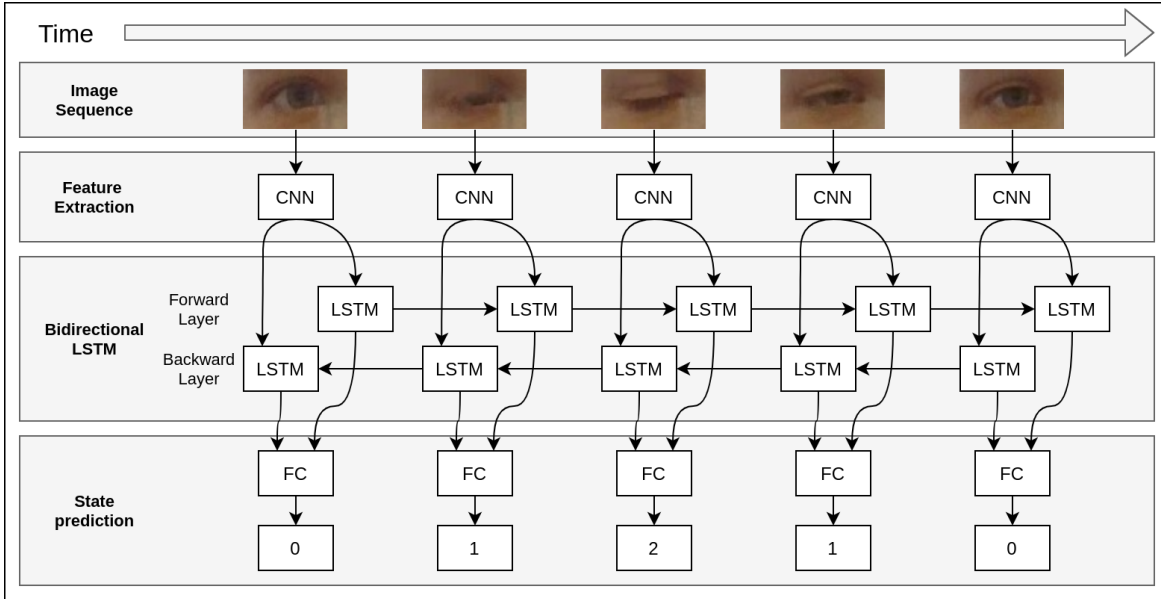 Time
Image
Sequence
Feature
Extraction
CNN CNN CNN CNN CNN
Bidirectional
LSTM
Forward
Layer
LSTM LSTM LSTM LSTM LSTM
Backward
Layer
LSTM LSTM LSTM LSTM LSTM
State
prediction
FC FC FC FC FC
0 1 2 1 0